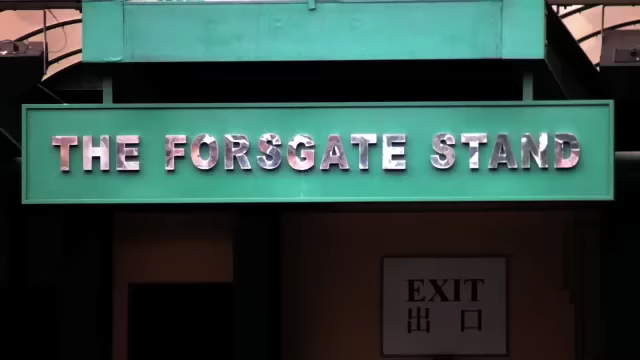 THE FORSGATE STAND
EXIT
出 口